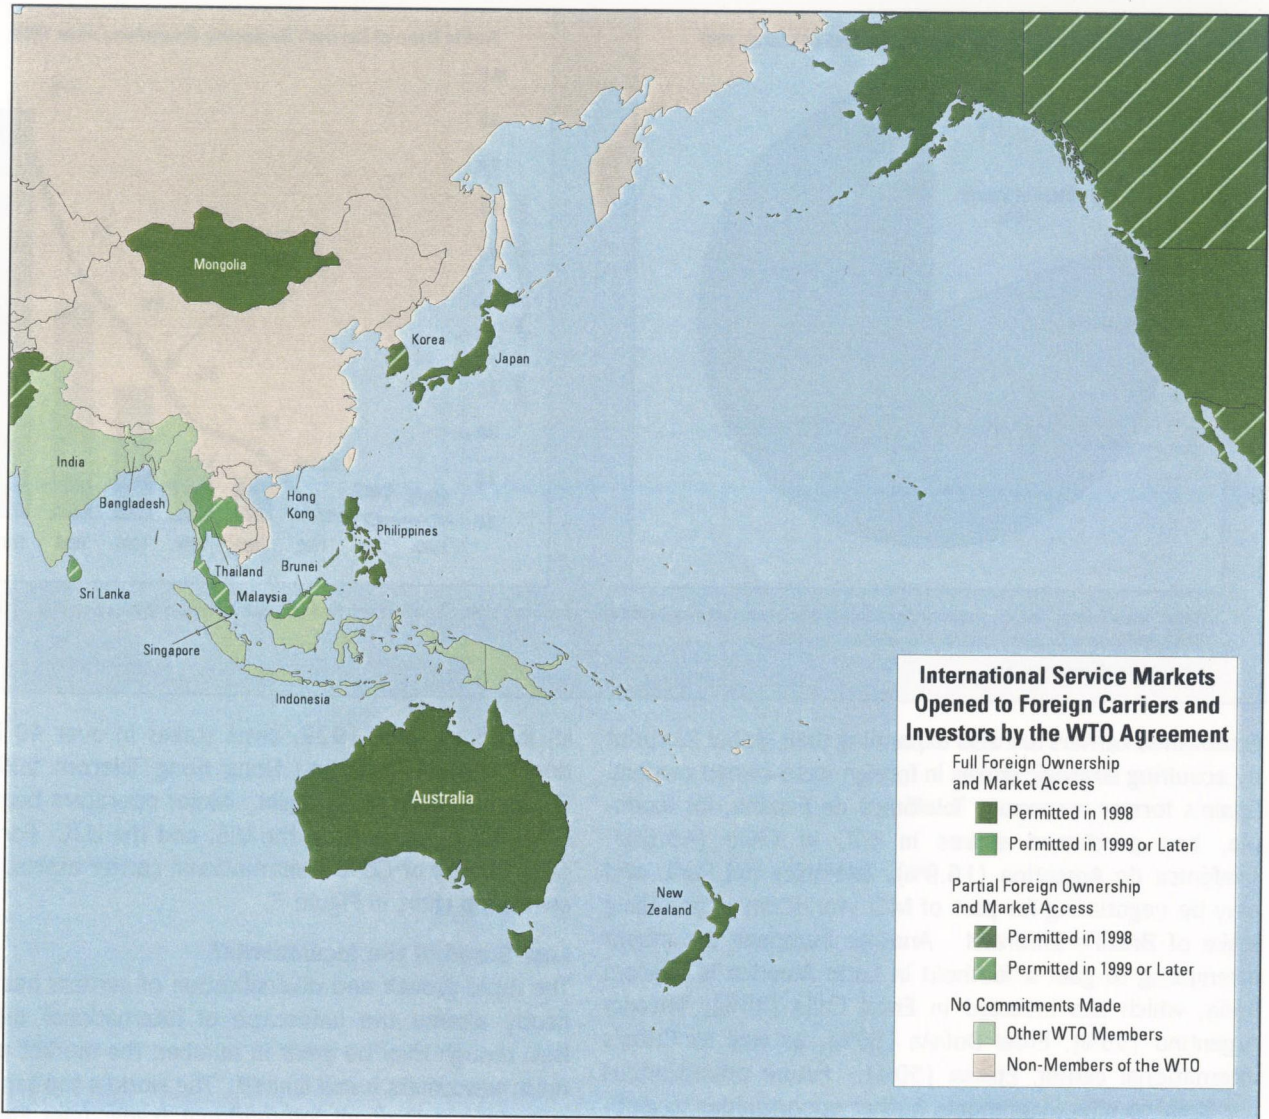 Mongolia
Korea
Japan
India
Bangladesh
Hong
Kong
Philippines
Thailand
Brunei
Sri Lanka
Malaysia
Singapore
Indonesia
Australia
New
Zealand
International Service Markets
Opened to Foreign Carriers and
Investors by the WTO Agreement
Full Foreign Ownership
and Market Access
Permitted in 1998
Permitted in 1999 or Later
Partial Foreign Ownership
and Market Access
Permitted in 1998
Permitted in 1999 or Later
No Commitments Made
Other WTO Members
Non-Members of the WTO